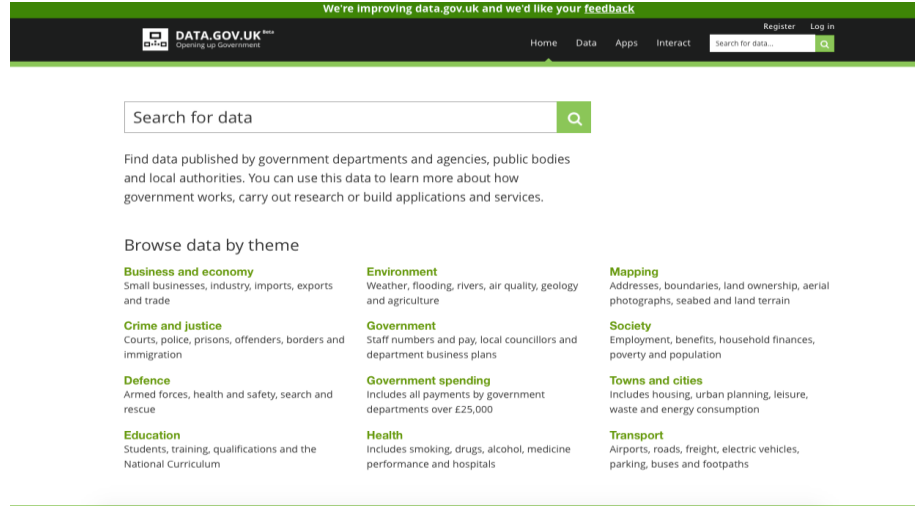 We're improving data.gov.uk and we'd like your feedback
Register Log in
DATA.GOV.UK Beta
Opening up Government
Home Data Apps Interact
Search for data...
Search for data
Find data published by government departments and agencies, public bodies
and local authorities. You can use this data to learn more about how
government works, carry out research or build applications and services.
Browse data by theme
Business and economy
Small businesses, industry, imports, exports
and trade
Crime and justice
Courts, police, prisons, offenders, borders and
immigration
Defence
Armed forces, health and safety, search and
rescue
Education
Students, training, qualifications and the
National Curriculum
Environment
Weather, flooding, rivers, air quality, geology
and agriculture
Government
Staff numbers and pay, local councillors and
department business plans
Government spending
Includes all payments by government
departments over £25,000
Health
Includes smoking, drugs, alcohol, medicine
performance and hospitals
Mapping
Addresses, boundaries, land ownership, aerial
photographs, seabed and land terrain
Society
Employment, benefits, household finances,
poverty and population
Towns and cities
Includes housing, urban planning, leisure,
waste and energy consumption
Transport
Airports, roads, freight, electric vehicles,
parking, buses and footpaths